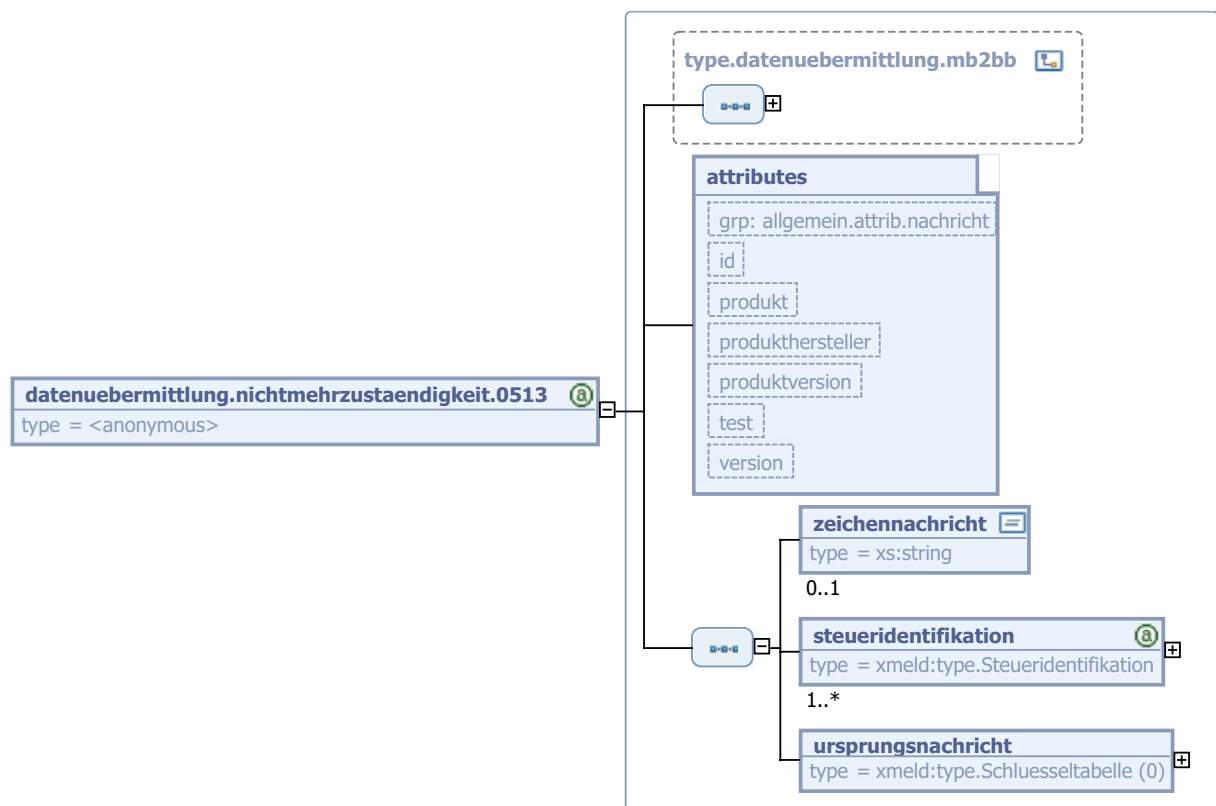 type.datenuebermittlung.mb2bb
attributes
grp: allgemein.attrib.nachricht
id
produkt
produkthersteller
produktversion
test
version
datenuebermittlung.nichtmehrzustaendigkeit.0513
type = <anonymous>
zeichennachricht
type = xs:string
0..1
steueridentifikation
type = xmeld:type.Steueridentifikation
1..*
ursprungsnachricht
type = xmeld:type.Schluesseltabelle (0)